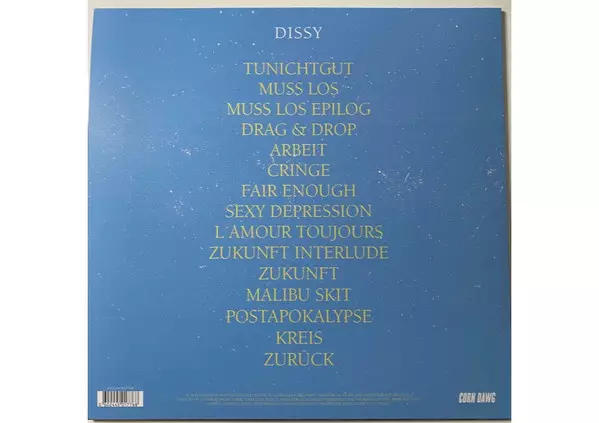 DISSY
TUNICHTGUT
MUSS LOS
MUSS LOS EPILOG
DRAG & DROP
ARBEIT
CRINGE
FAIR ENOUGH
SEXY DEPRESSION
L'AMOUR TOUJOURS
ZUKUNFT INTERLUDE
ZUKUNFT
MALIBU SKIT
POSTAPOKALYPSE
KREIS
ZURÜCK
CORN DAWG